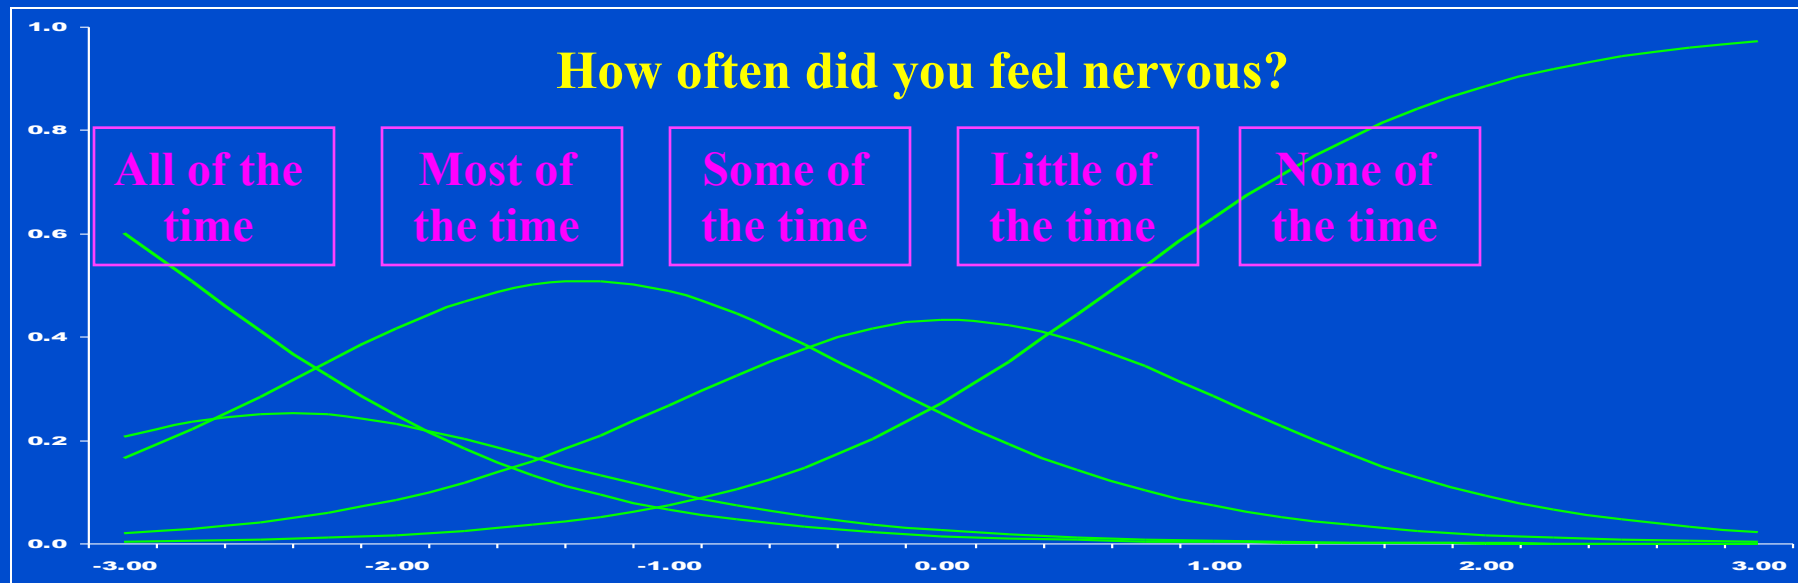 1.0
How often did you feel nervous?
0.8
All of the
time
Most of
the time
Some of
the time
Little of
the time
None of
the time
0.6
0.4
0.2
0.0
-3.00 -2.00 -1.00 0.00 1.00 2.00 3.00